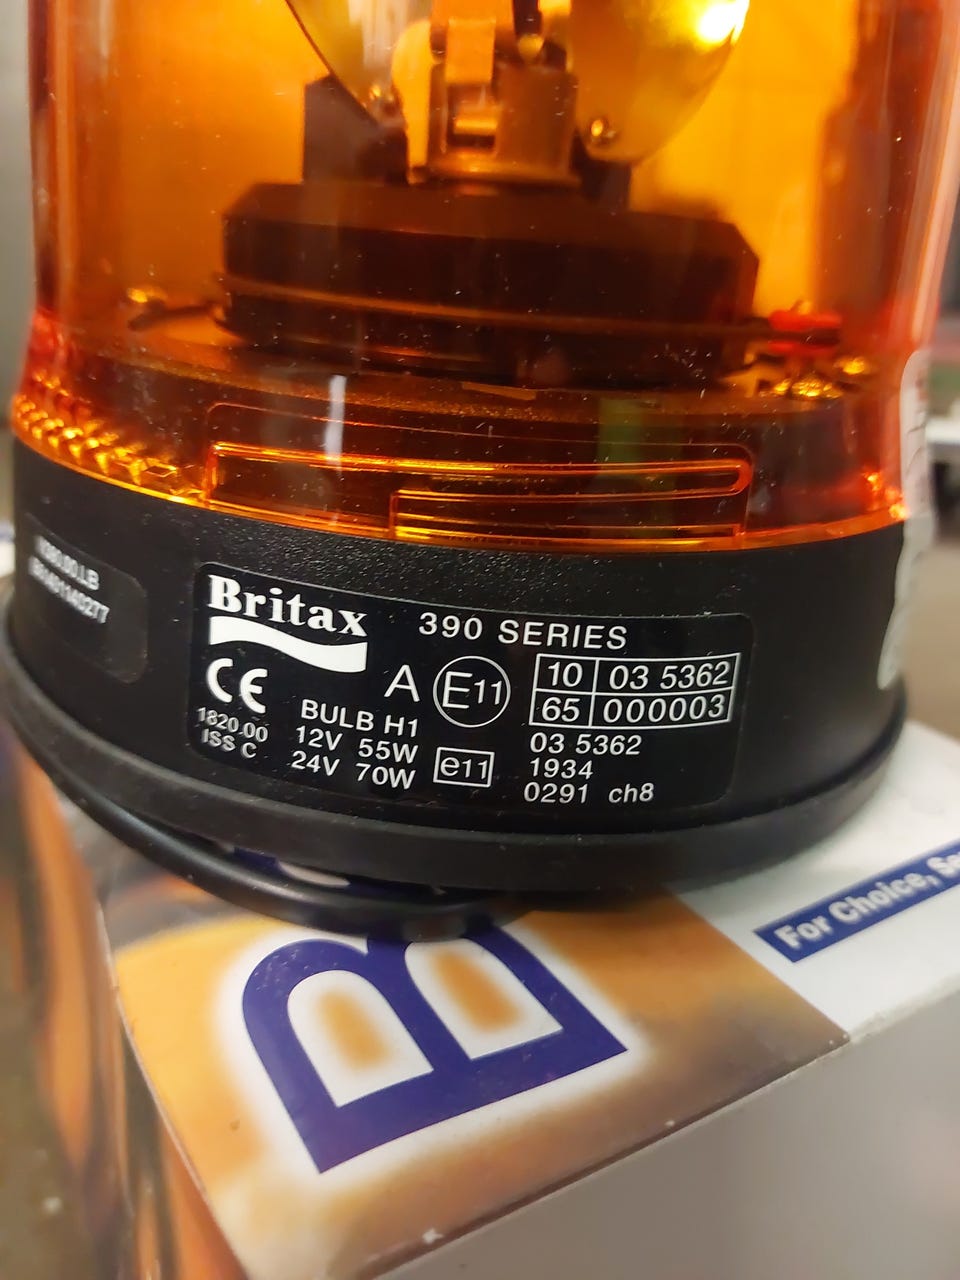 Britax
390 SERIES
CE
A E11
10 03 5362
65 000003
1820.00
ISS C
BULB H1
12V 55W
24V 70W
e11
03 5362
1934
0291 ch8
B
For Choice,